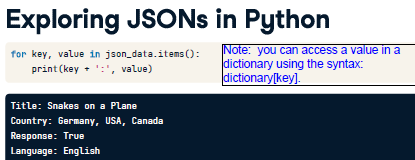 Exploring JSONs in Python
for key, value in json_data.items():
    print(key + ':', value)
Note:  you can access a value in a
dictionary using the syntax:
dictionary[key].
Title: Snakes on a Plane
Country: Germany, USA, Canada
Response: True
Language: English